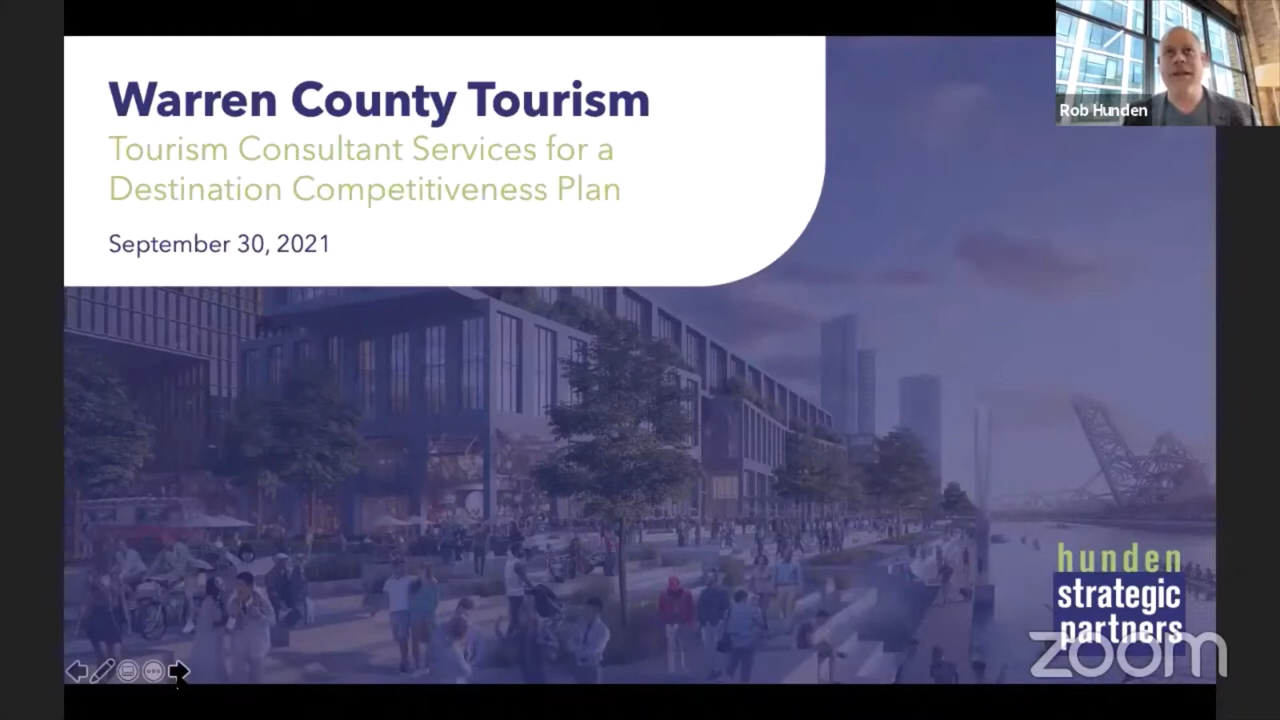 Warren County Tourism
Tourism Consultant Services for a
Destination Competitiveness Plan
September 30, 2021
Rob Hunden
hunden
strategic
partners
zoom